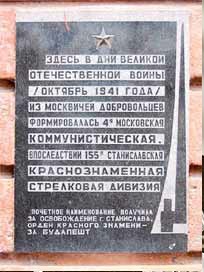 ЗДЕСЬ В ДНИ ВЕЛИКОЙ
ОТЕЧЕСТВЕННОЙ ВОЙНЫ
/ОКТЯБРЬ 1941 ГОДА/
ИЗ МОСКВИЧЕЙ ДОБРОВОЛЬЦЕВ
ФОРМИРОВАЛАСЬ 4Я МОСКОВСКАЯ
КОММУНИСТИЧЕСКАЯ,
ВПОСЛЕДСТВИИ 155Я СТАНИСЛАВСКАЯ
КРАСНОЗНАМЕННАЯ
СТРЕЛКОВАЯ ДИВИЗИЯ
ПОЧЕТНОЕ НАИМЕНОВАНИЕ ПОЛУЧИЛА
ЗА ОСВОБОЖДЕНИЕ Г. СТАНИСЛАВА,
ОРДЕН КРАСНОГО ЗНАМЕНИ-
ЗА БУДАПЕШТ